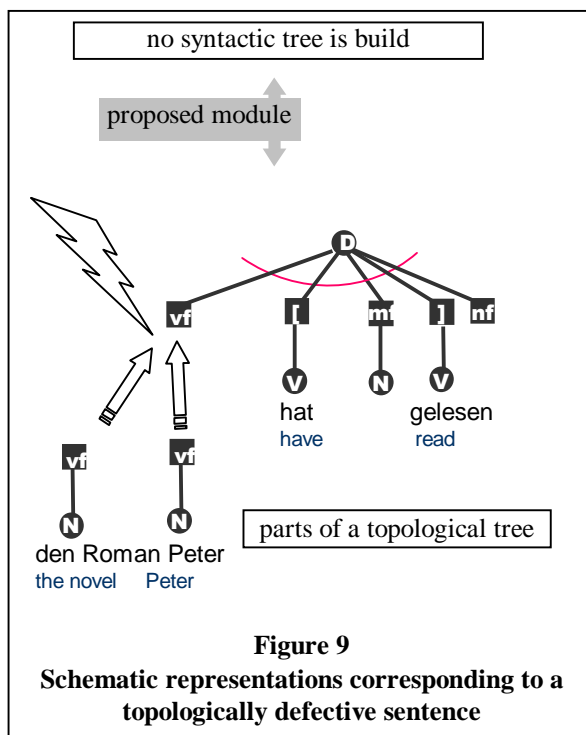 no syntactic tree is build
proposed module
D
vf [ mf ] nf
V N V
hat gelesen
have read
vf vf
N N
den Roman Peter
the novel Peter
parts of a topological tree
Figure 9
Schematic representations corresponding to a
topologically defective sentence